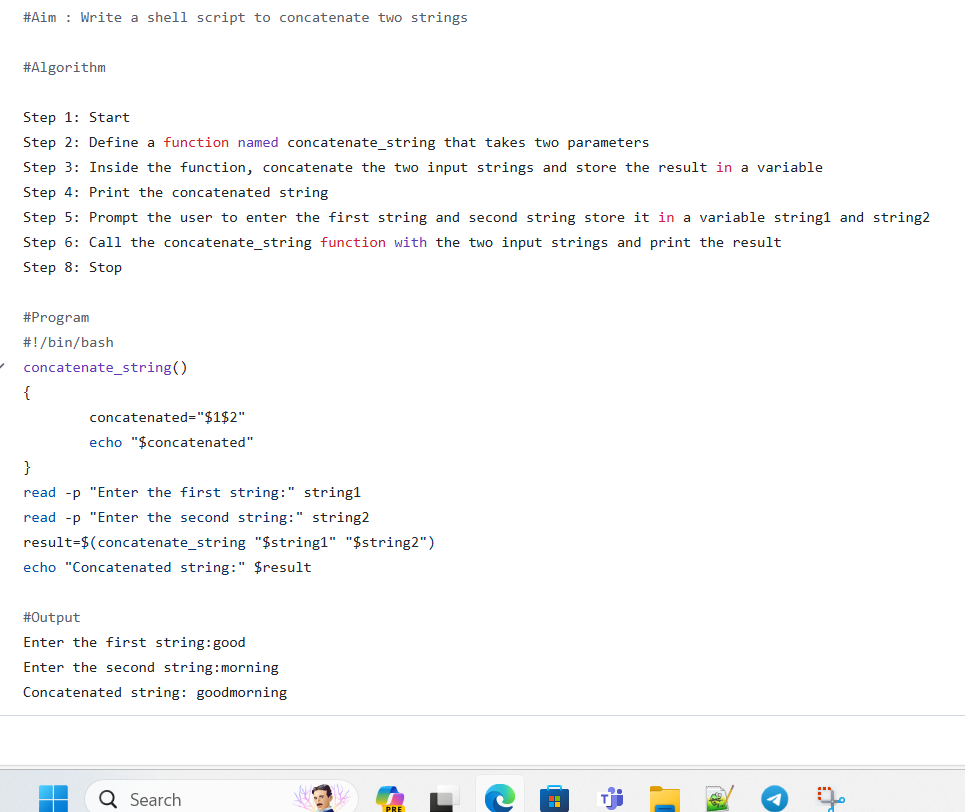 #Aim : Write a shell script to concatenate two strings
#Algorithm
Step 1: Start
Step 2: Define a function named concatenate_string that takes two parameters
Step 3: Inside the function, concatenate the two input strings and store the result in a variable
Step 4: Print the concatenated string
Step 5: Prompt the user to enter the first string and second string store it in a variable string1 and string2
Step 6: Call the concatenate_string function with the two input strings and print the result
Step 8: Stop
#Program
#!/bin/bash
concatenate_string()
{
concatenated="$1$2"
echo "$concatenated"
}
read -p "Enter the first string:" string1
read -p "Enter the second string:" string2
result=$(concatenate_string "$string1" "$string2")
echo "Concatenated string:" $result
#Output
Enter the first string:good
Enter the second string:morning
Concatenated string: goodmorning
Search
PRE